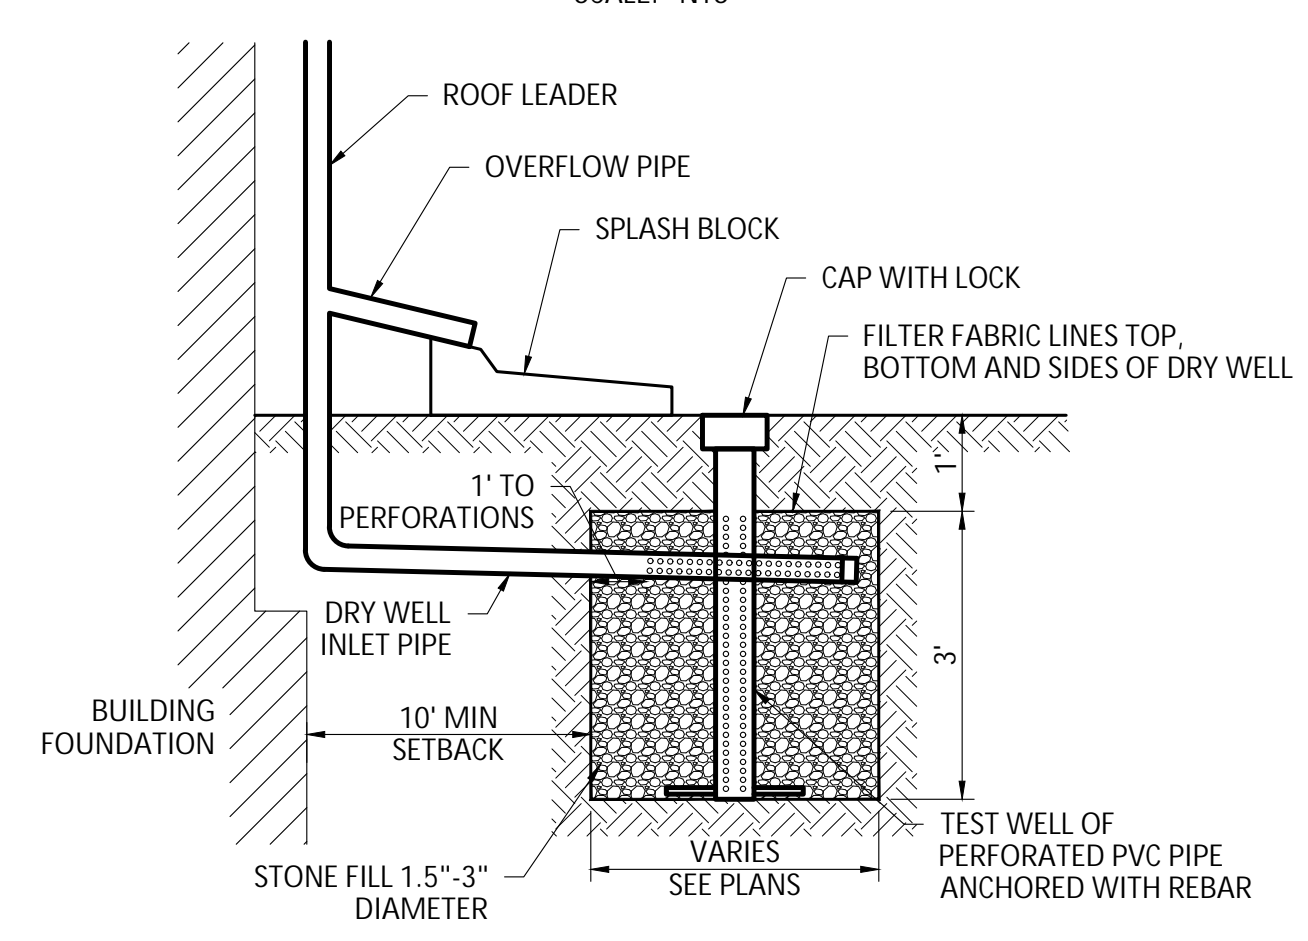 ROOF LEADER
OVERFLOW PIPE
SPLASH BLOCK
CAP WITH LOCK
FILTER FABRIC LINES TOP,
BOTTOM AND SIDES OF DRY WELL
1'
1' TO
PERFORATIONS
DRY WELL
INLET PIPE
3'
BUILDING
FOUNDATION
10' MIN
SETBACK
STONE FILL 1.5"-3"
DIAMETER
VARIES
SEE PLANS
TEST WELL OF
PERFORATED PVC PIPE
ANCHORED WITH REBAR